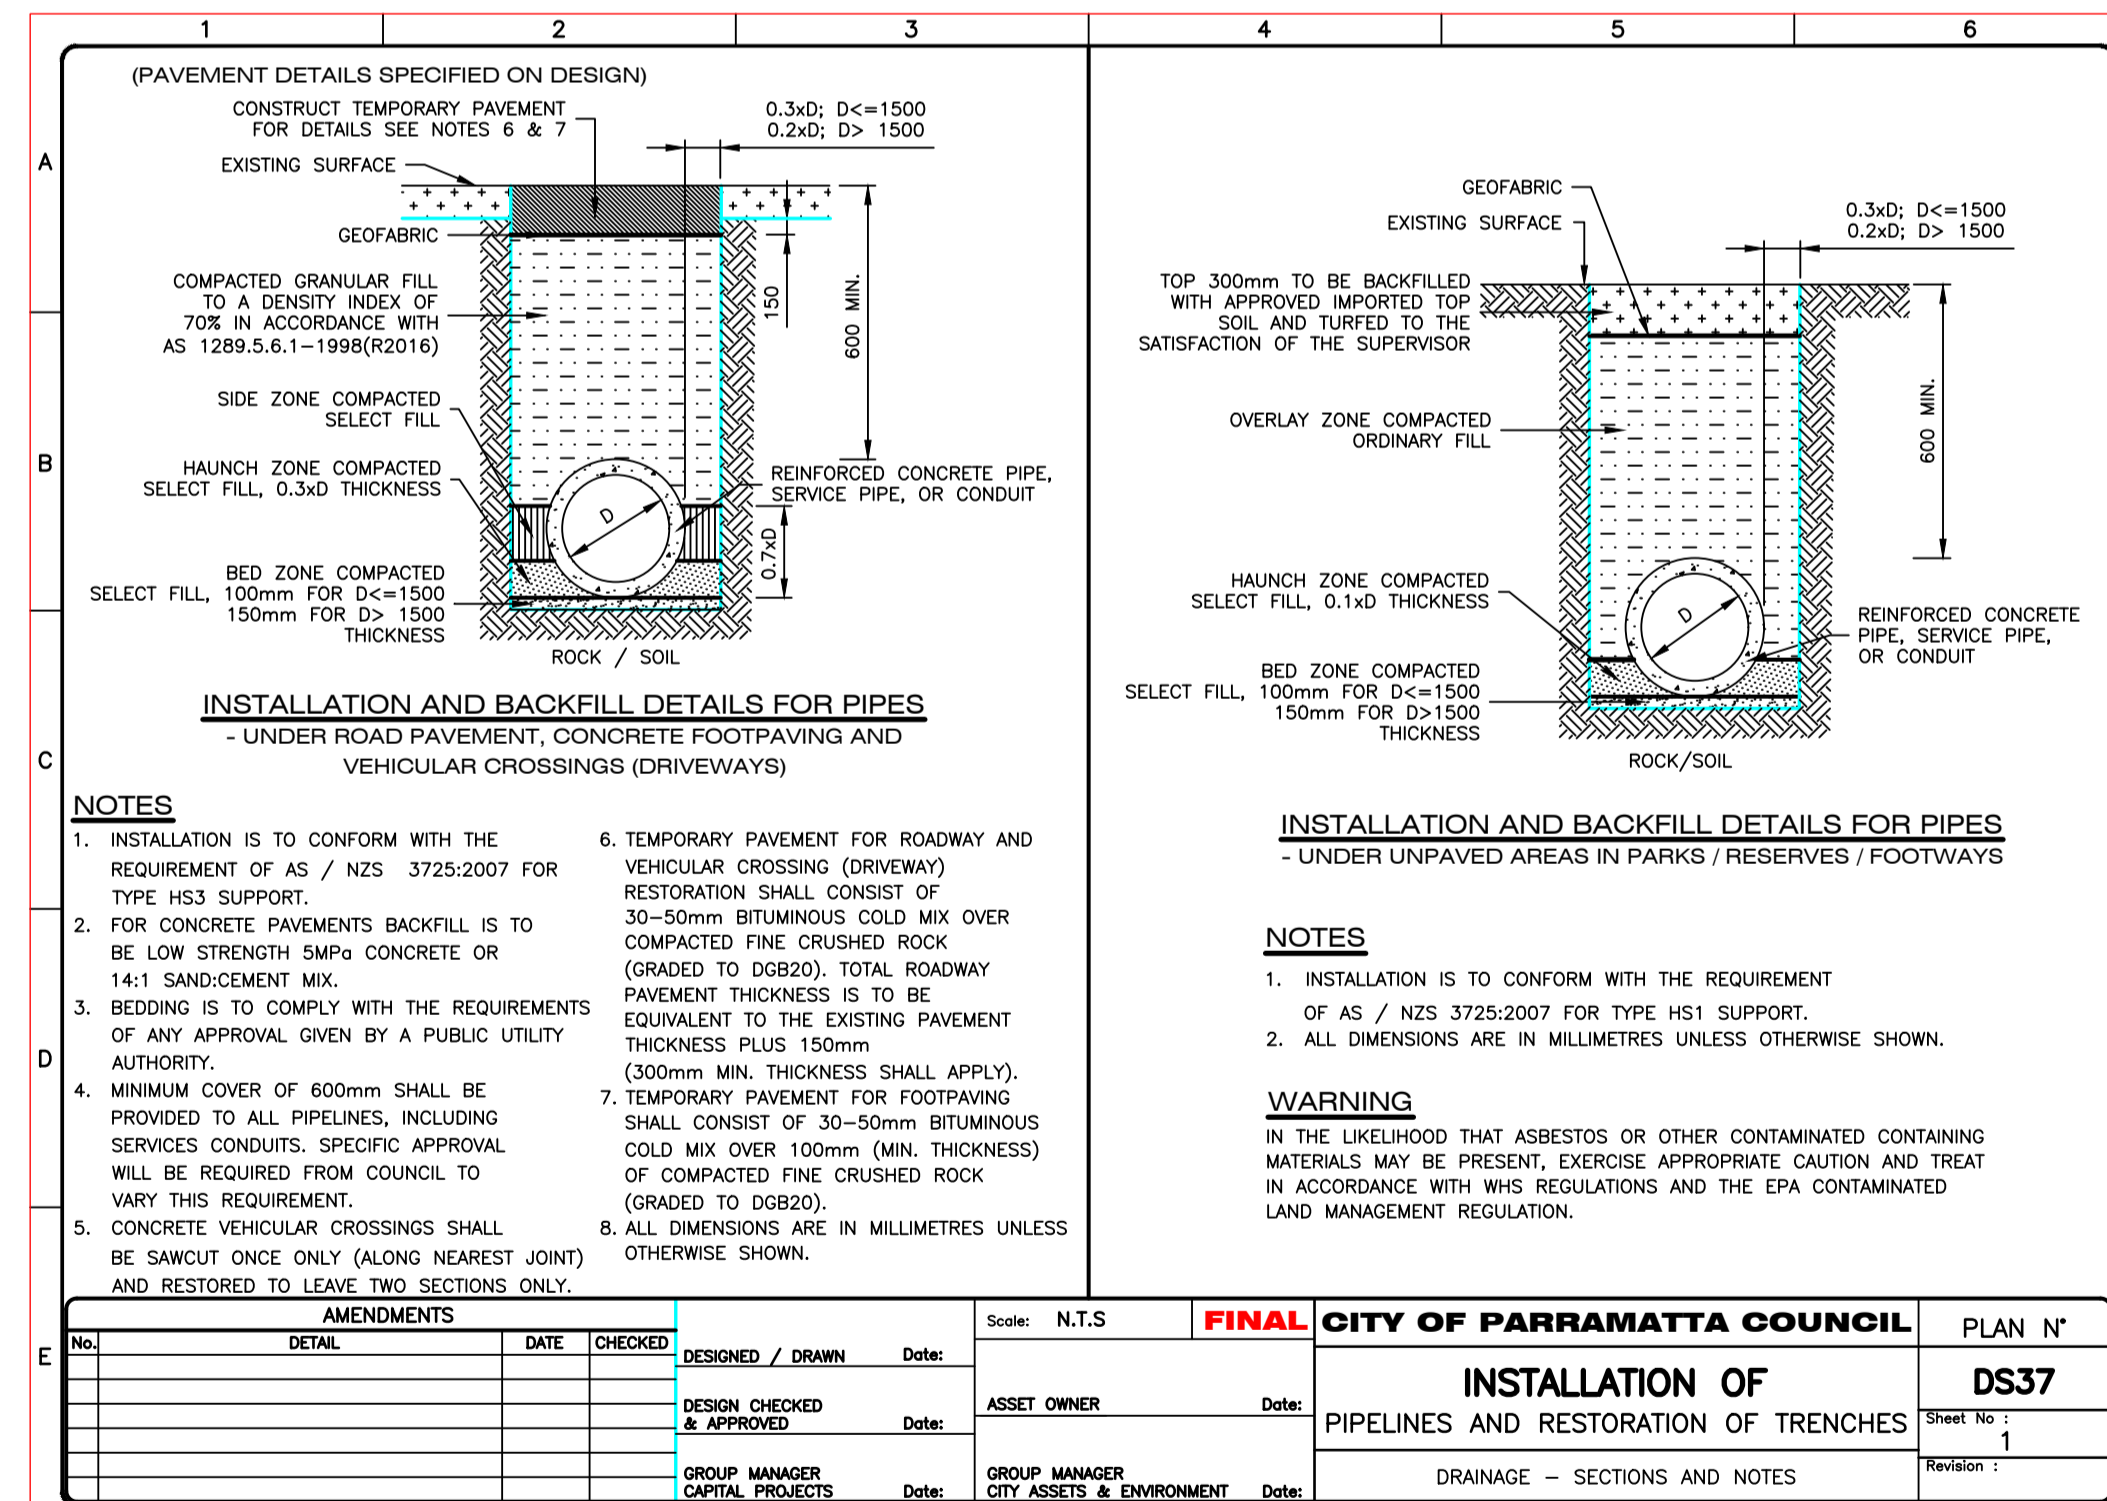 1 2 3 4 5 6
A
B
C
D
E
(PAVEMENT DETAILS SPECIFIED ON DESIGN)
CONSTRUCT TEMPORARY PAVEMENT
FOR DETAILS SEE NOTES 6 & 7
0.3xD; D<=1500
0.2xD; D> 1500
EXISTING SURFACE
GEOFABRIC
COMPACTED GRANULAR FILL
TO A DENSITY INDEX OF
70% IN ACCORDANCE WITH
AS 1289.5.6.1-1998(R2016)
150
600 MIN.
SIDE ZONE COMPACTED
SELECT FILL
HAUNCH ZONE COMPACTED
SELECT FILL, 0.3xD THICKNESS
REINFORCED CONCRETE PIPE,
SERVICE PIPE, OR CONDUIT
D
0.7xD
BED ZONE COMPACTED
SELECT FILL, 100mm FOR D<=1500
150mm FOR D> 1500
THICKNESS
ROCK / SOIL
INSTALLATION AND BACKFILL DETAILS FOR PIPES
- UNDER ROAD PAVEMENT, CONCRETE FOOTPAVING AND
VEHICULAR CROSSINGS (DRIVEWAYS)
NOTES
1. INSTALLATION IS TO CONFORM WITH THE
REQUIREMENT OF AS / NZS 3725:2007 FOR
TYPE HS3 SUPPORT.
2. FOR CONCRETE PAVEMENTS BACKFILL IS TO
BE LOW STRENGTH 5MPa CONCRETE OR
14:1 SAND:CEMENT MIX.
3. BEDDING IS TO COMPLY WITH THE REQUIREMENTS
OF ANY APPROVAL GIVEN BY A PUBLIC UTILITY
AUTHORITY.
4. MINIMUM COVER OF 600mm SHALL BE
PROVIDED TO ALL PIPELINES, INCLUDING
SERVICES CONDUITS. SPECIFIC APPROVAL
WILL BE REQUIRED FROM COUNCIL TO
VARY THIS REQUIREMENT.
5. CONCRETE VEHICULAR CROSSINGS SHALL
BE SAWCUT ONCE ONLY (ALONG NEAREST JOINT)
AND RESTORED TO LEAVE TWO SECTIONS ONLY.
6. TEMPORARY PAVEMENT FOR ROADWAY AND
VEHICULAR CROSSING (DRIVEWAY)
RESTORATION SHALL CONSIST OF
30-50mm BITUMINOUS COLD MIX OVER
COMPACTED FINE CRUSHED ROCK
(GRADED TO DGB20). TOTAL ROADWAY
PAVEMENT THICKNESS IS TO BE
EQUIVALENT TO THE EXISTING PAVEMENT
THICKNESS PLUS 150mm
(300mm MIN. THICKNESS SHALL APPLY).
7. TEMPORARY PAVEMENT FOR FOOTPAVING
SHALL CONSIST OF 30-50mm BITUMINOUS
COLD MIX OVER 100mm (MIN. THICKNESS)
OF COMPACTED FINE CRUSHED ROCK
(GRADED TO DGB20).
8. ALL DIMENSIONS ARE IN MILLIMETRES UNLESS
OTHERWISE SHOWN.
GEOFABRIC
EXISTING SURFACE
0.3xD; D<=1500
0.2xD; D> 1500
TOP 300mm TO BE BACKFILLED
WITH APPROVED IMPORTED TOP
SOIL AND TURFED TO THE
SATISFACTION OF THE SUPERVISOR
OVERLAY ZONE COMPACTED
ORDINARY FILL
600 MIN.
HAUNCH ZONE COMPACTED
SELECT FILL, 0.1xD THICKNESS
D
REINFORCED CONCRETE
PIPE, SERVICE PIPE,
OR CONDUIT
BED ZONE COMPACTED
SELECT FILL, 100mm FOR D<=1500
150mm FOR D>1500
THICKNESS
ROCK/SOIL
INSTALLATION AND BACKFILL DETAILS FOR PIPES
- UNDER UNPAVED AREAS IN PARKS / RESERVES / FOOTWAYS
NOTES
1. INSTALLATION IS TO CONFORM WITH THE REQUIREMENT
OF AS / NZS 3725:2007 FOR TYPE HS1 SUPPORT.
2. ALL DIMENSIONS ARE IN MILLIMETRES UNLESS OTHERWISE SHOWN.
WARNING
IN THE LIKELIHOOD THAT ASBESTOS OR OTHER CONTAMINATED CONTAINING
MATERIALS MAY BE PRESENT, EXERCISE APPROPRIATE CAUTION AND TREAT
IN ACCORDANCE WITH WHS REGULATIONS AND THE EPA CONTAMINATED
LAND MANAGEMENT REGULATION.
AMENDMENTS
No. DETAIL DATE CHECKED
DESIGNED / DRAWN Date:
DESIGN CHECKED
& APPROVED Date:
GROUP MANAGER
CAPITAL PROJECTS Date:
Scale: N.T.S
FINAL
ASSET OWNER Date:
GROUP MANAGER
CITY ASSETS & ENVIRONMENT Date:
CITY OF PARRAMATTA COUNCIL
INSTALLATION OF
PIPELINES AND RESTORATION OF TRENCHES
DRAINAGE - SECTIONS AND NOTES
PLAN N°
DS37
Sheet No :
1
Revision :